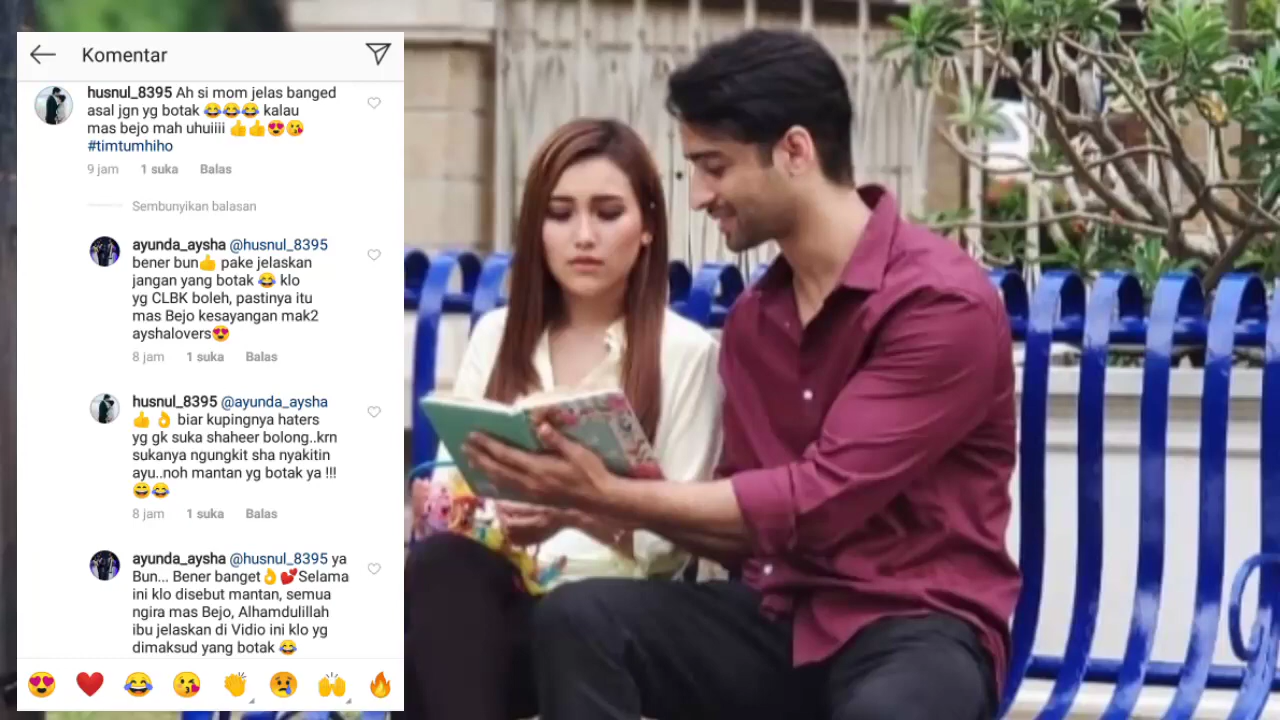 Komentar
husnul_8395 Ah si mom jelas banged
asal jgn yg botak 😂😂😂 kalau
mas bejo mah uhuiiii 👍👍😍😘
#timtumhiho
9 jam 1 suka Balas
Sembunyikan balasan
ayunda_aysha @husnul_8395
bener bun👍 pake jelaskan
jangan yang botak 😂 klo
yg CLBK boleh, pastinya itu
mas Bejo kesayangan mak2
ayshalovers😍
8 jam 1 suka Balas
husnul_8395 @ayunda_aysha
👍 👌 biar kupingnya haters
yg gk suka shaheer bolong..krn
sukanya ngungkit sha nyakitin
ayu..noh mantan yg botak ya !!!
😄😂
8 jam 1 suka Balas
ayunda_aysha @husnul_8395 ya
Bun... Bener banget👌💕Selama
ini klo disebut mantan, semua
ngira mas Bejo, Alhamdulillah
ibu jelaskan di Vidio ini klo yg
dimaksud yang botak 😂